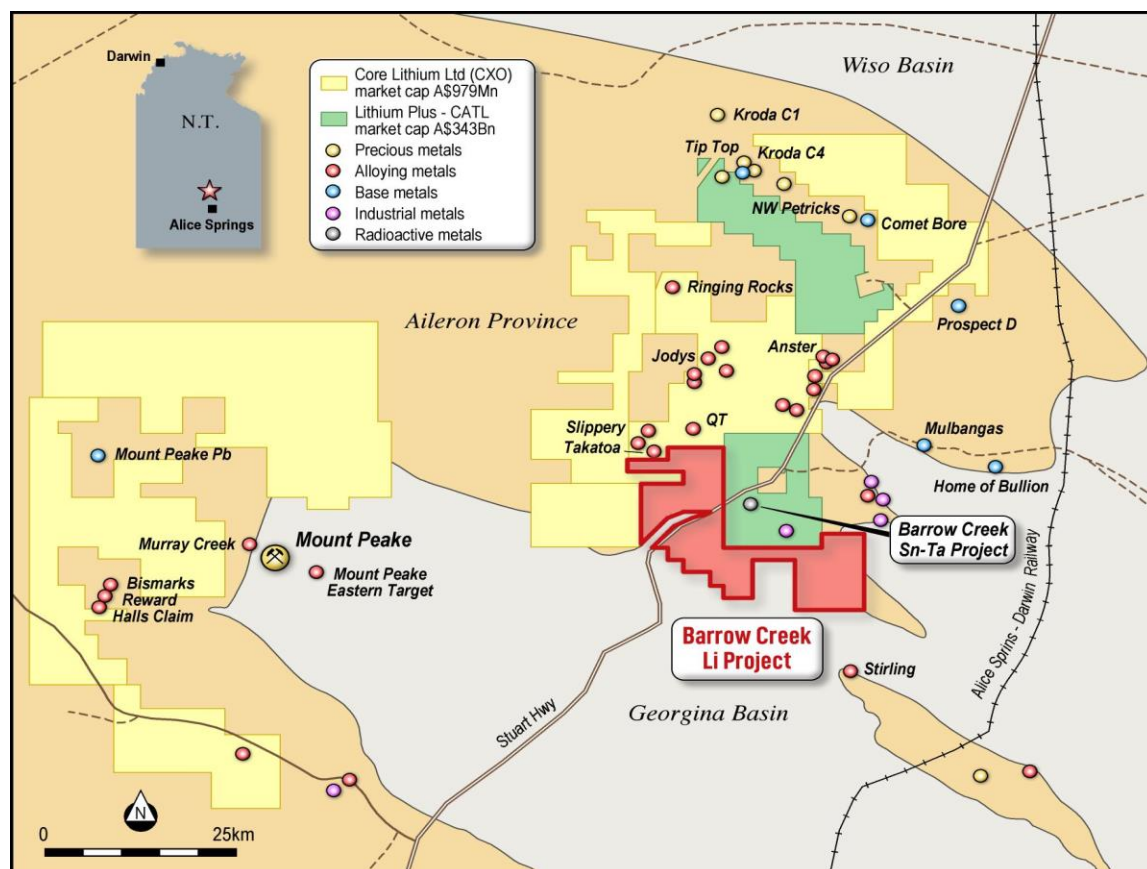 Darwin
N.T.
Alice Springs
Core Lithium Ltd (CXO)
market cap A$979Mn
Lithium Plus - CATL
market cap A$343Bn
Precious metals
Alloying metals
Base metals
Industrial metals
Radioactive metals
Wiso Basin
Kroda C1
Tip Top
Kroda C4
NW Petricks
Comet Bore
Ringing Rocks
Prospect D
Aileron Province
Jodys
Anster
Slippery
QT
Takatoa
Mulbangas
Home of Bullion
Mount Peake Pb
Barrow Creek
Sn-Ta Project
Murray Creek
Mount Peake
Mount Peake
Eastern Target
Bismarks
Reward
Halls Claim
Barrow Creek
Li Project
Stirling
Alice Sprins - Darwin Railway
Georgina Basin
Stuart Hwy
N
0
25km